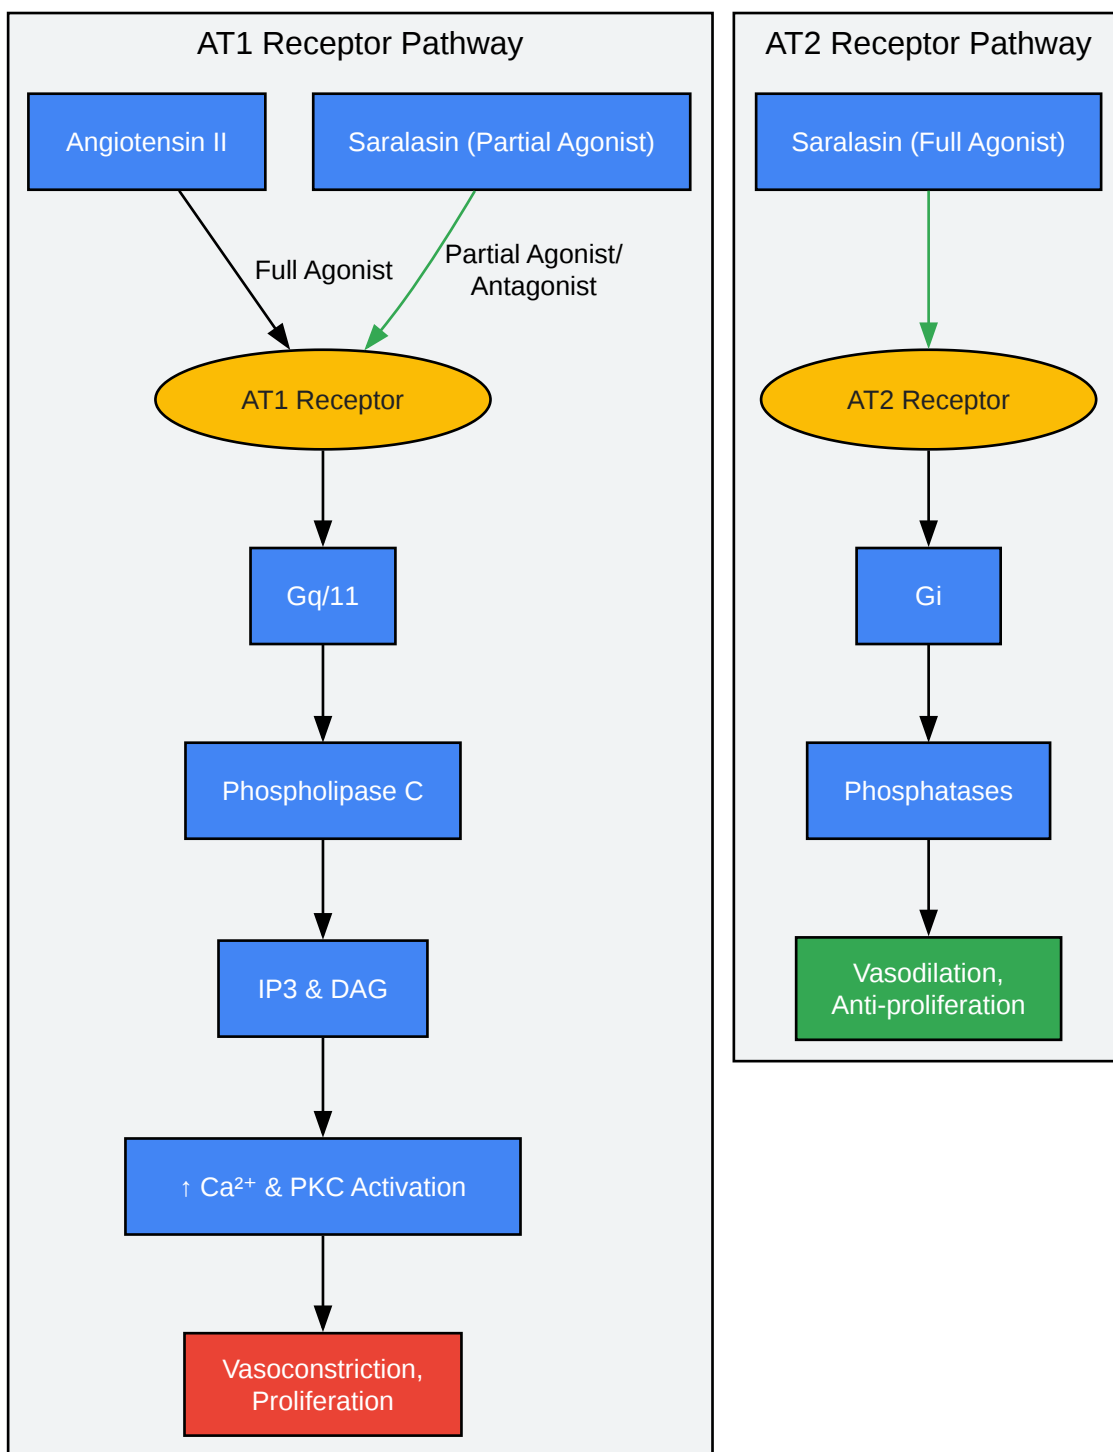 AT1 Receptor Pathway
Angiotensin II
Saralasin (Partial Agonist)
Full Agonist
Partial Agonist/
Antagonist
AT1 Receptor
Gq/11
Phospholipase C
IP3 & DAG
↑ Ca²⁺ & PKC Activation
Vasoconstriction,
Proliferation
AT2 Receptor Pathway
Saralasin (Full Agonist)
AT2 Receptor
Gi
Phosphatases
Vasodilation,
Anti-proliferation